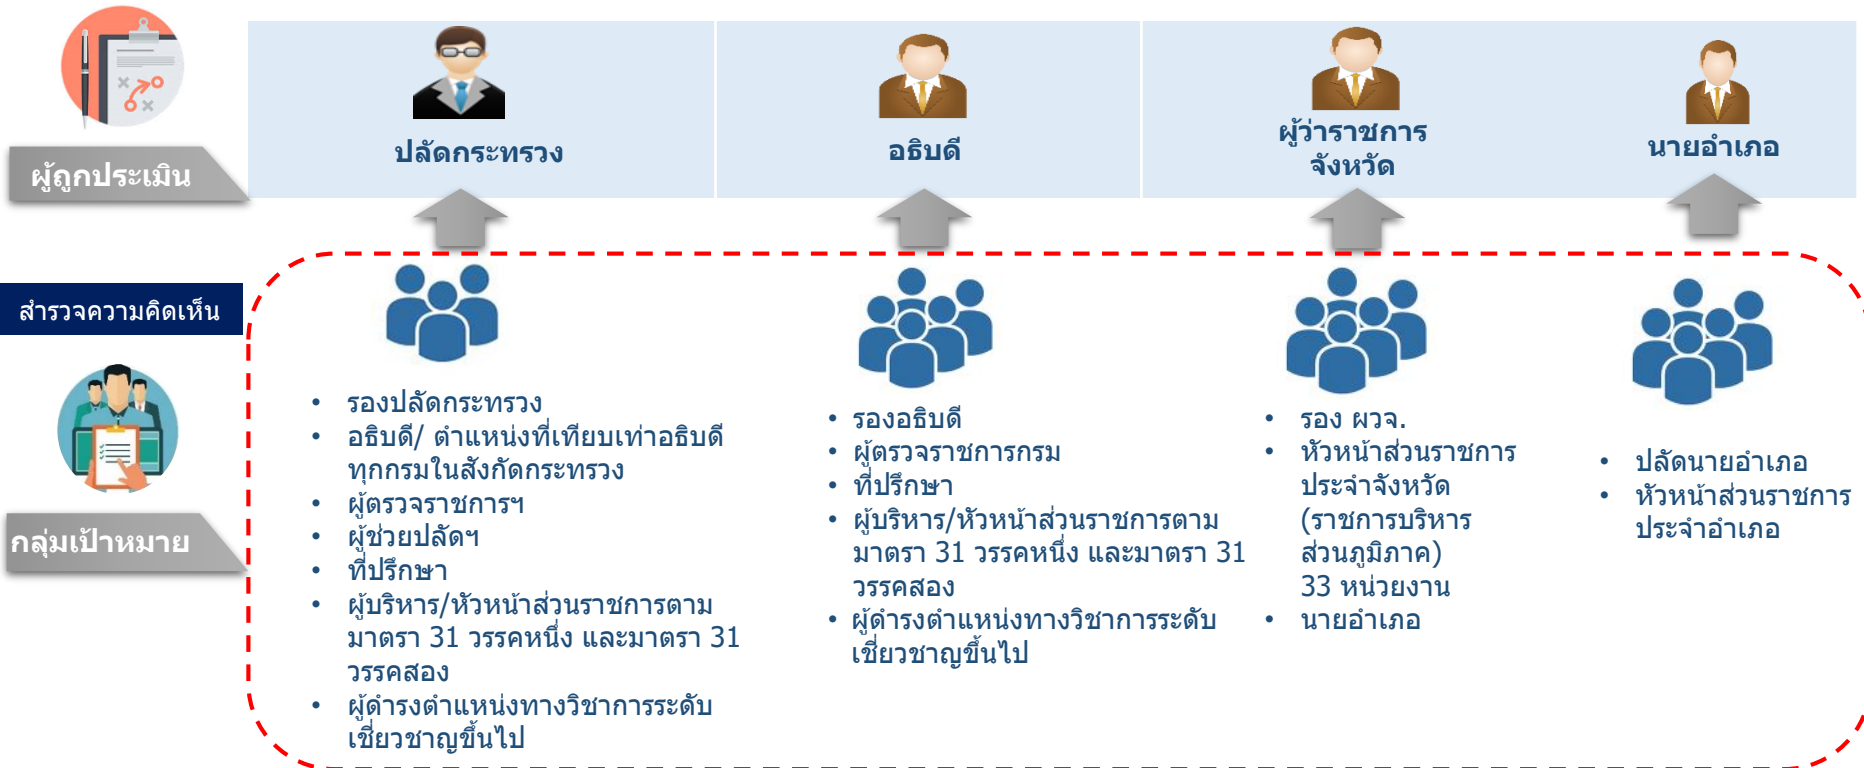 ผู้ถูกประเมิน
ปลัดกระทรวง
อธิบดี
ผู้ว่าราชการ
จังหวัด
นายอำเภอ
สำรวจความคิดเห็น
กลุ่มเป้าหมาย
• รองปลัดกระทรวง
• อธิบดี/ ตำแหน่งที่เทียบเท่าอธิบดี
ทุกกรมในสังกัดกระทรวง
• ผู้ตรวจราชการฯ
• ผู้ช่วยปลัดฯ
• ที่ปรึกษา
• ผู้บริหาร/หัวหน้าส่วนราชการตาม
มาตรา 31 วรรคหนึ่ง และมาตรา 31
วรรคสอง
• ผู้ดำรงตำแหน่งทางวิชาการระดับ
เชี่ยวชาญขึ้นไป
• รองอธิบดี
• ผู้ตรวจราชการกรม
• ที่ปรึกษา
• ผู้บริหาร/หัวหน้าส่วนราชการตาม
มาตรา 31 วรรคหนึ่ง และมาตรา 31
วรรคสอง
• ผู้ดำรงตำแหน่งทางวิชาการระดับ
เชี่ยวชาญขึ้นไป
• รอง ผวจ.
• หัวหน้าส่วนราชการ
ประจำจังหวัด
(ราชการบริหาร
ส่วนภูมิภาค)
33 หน่วยงาน
• นายอำเภอ
• ปลัดนายอำเภอ
• หัวหน้าส่วนราชการ
ประจำอำเภอ